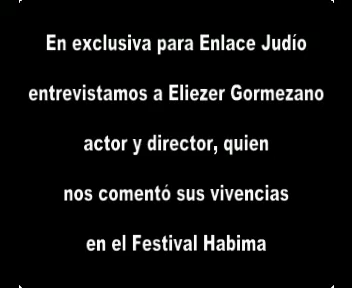 En exclusiva para Enlace Judío
entrevistamos a Eliezer Gormezano
actor y director, quien
nos comentó sus vivencias
en el Festival Habima